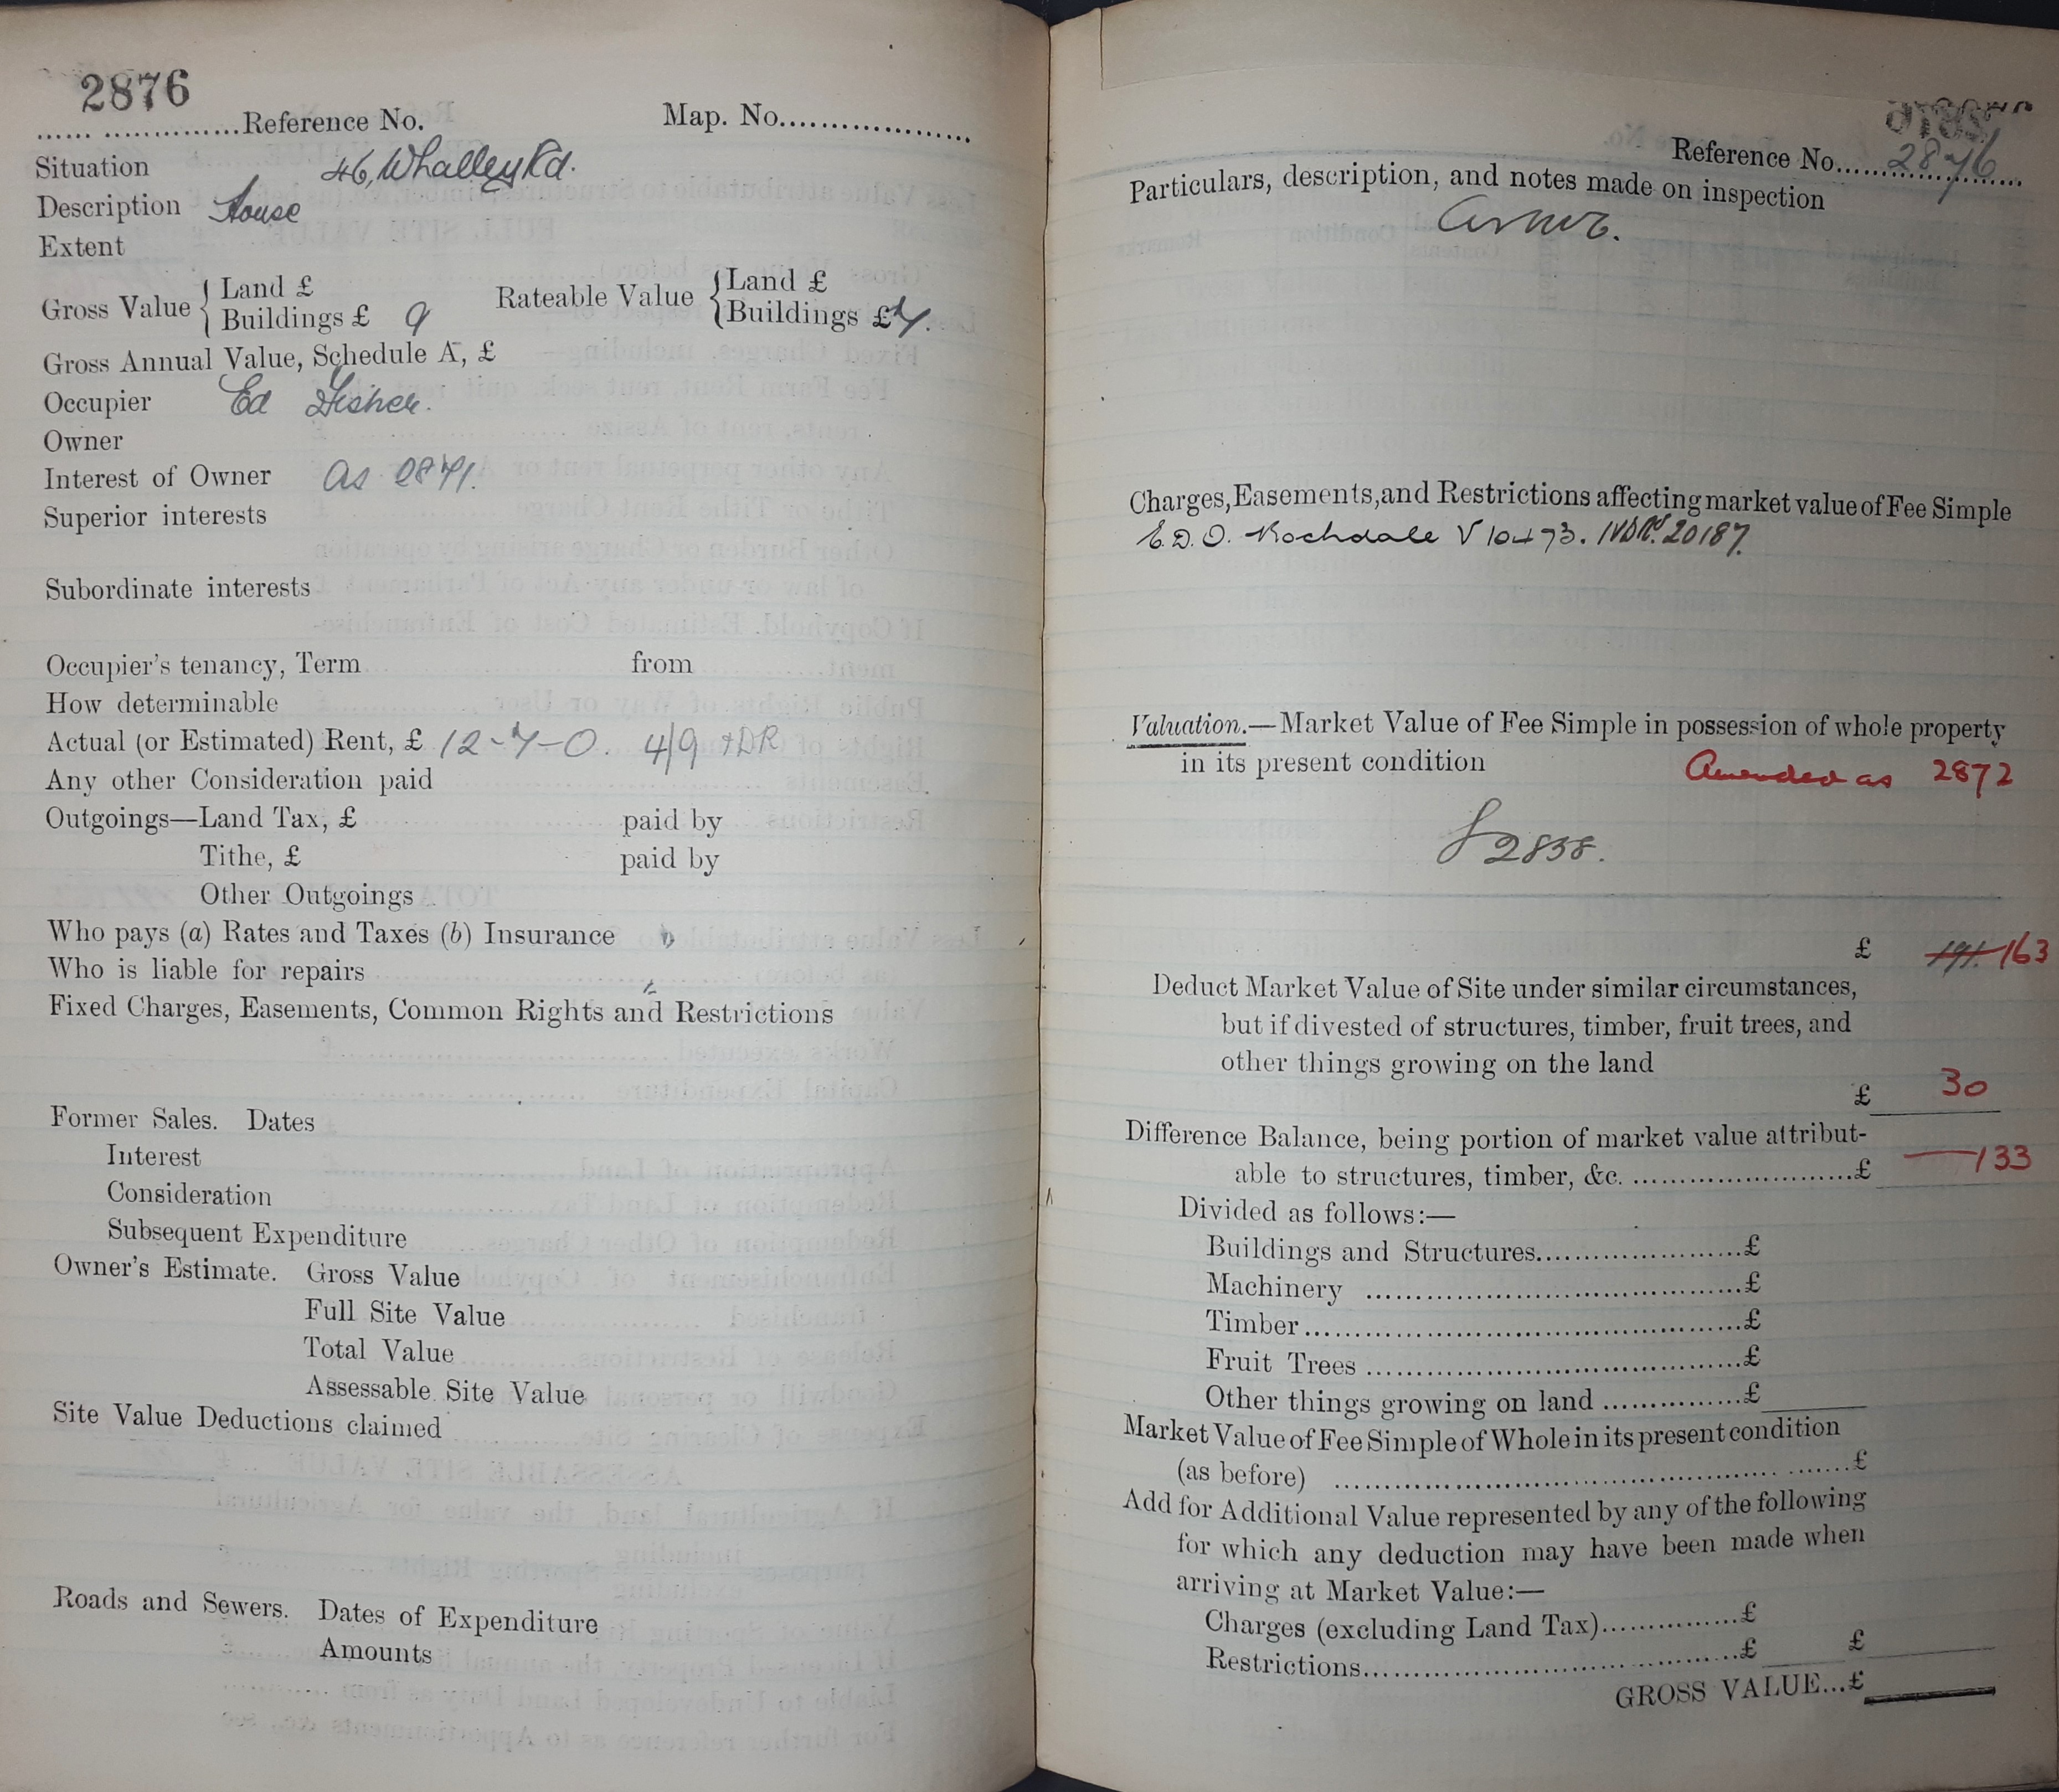 2876
Reference No. Map. No.
Situation 46, Whalley Rd.
Description House
Extent
Gross Value { Land £
Buildings £ 9
Rateable Value { Land £
Buildings £ 7.
Gross Annual Value, Schedule A, £
Occupier Ed Fisher.
Owner
Interest of Owner As 2871.
Superior interests
Subordinate interests
Occupier's tenancy, Term from
How determinable
Actual (or Estimated) Rent, £ 12-7-0. 4/9 + DR
Any other Consideration paid
Outgoings—Land Tax, £ paid by
Tithe, £ paid by
Other Outgoings
Who pays (a) Rates and Taxes (b) Insurance
Who is liable for repairs
Fixed Charges, Easements, Common Rights and Restrictions
Former Sales. Dates
Interest
Consideration
Subsequent Expenditure
Owner's Estimate. Gross Value
Full Site Value
Total Value
Assessable Site Value
Site Value Deductions claimed
Roads and Sewers. Dates of Expenditure
Amounts
Reference No. 2876
Particulars, description, and notes made on inspection
Charges, Easements, and Restrictions affecting market value of Fee Simple
E.D.O. Rochdale V 10473. IVDRd. 20187.
Valuation.—Market Value of Fee Simple in possession of whole property
in its present condition Amended as 2872
2838.
£ 191. 163
Deduct Market Value of Site under similar circumstances,
but if divested of structures, timber, fruit trees, and
other things growing on the land
£ 30
Difference Balance, being portion of market value attribut-
able to structures, timber, &c. £ 133
Divided as follows:—
Buildings and Structures £
Machinery £
Timber £
Fruit Trees £
Other things growing on land £
Market Value of Fee Simple of Whole in its present condition
(as before) £
Add for Additional Value represented by any of the following
for which any deduction may have been made when
arriving at Market Value:—
Charges (excluding Land Tax) £
Restrictions £ £
GROSS VALUE...£